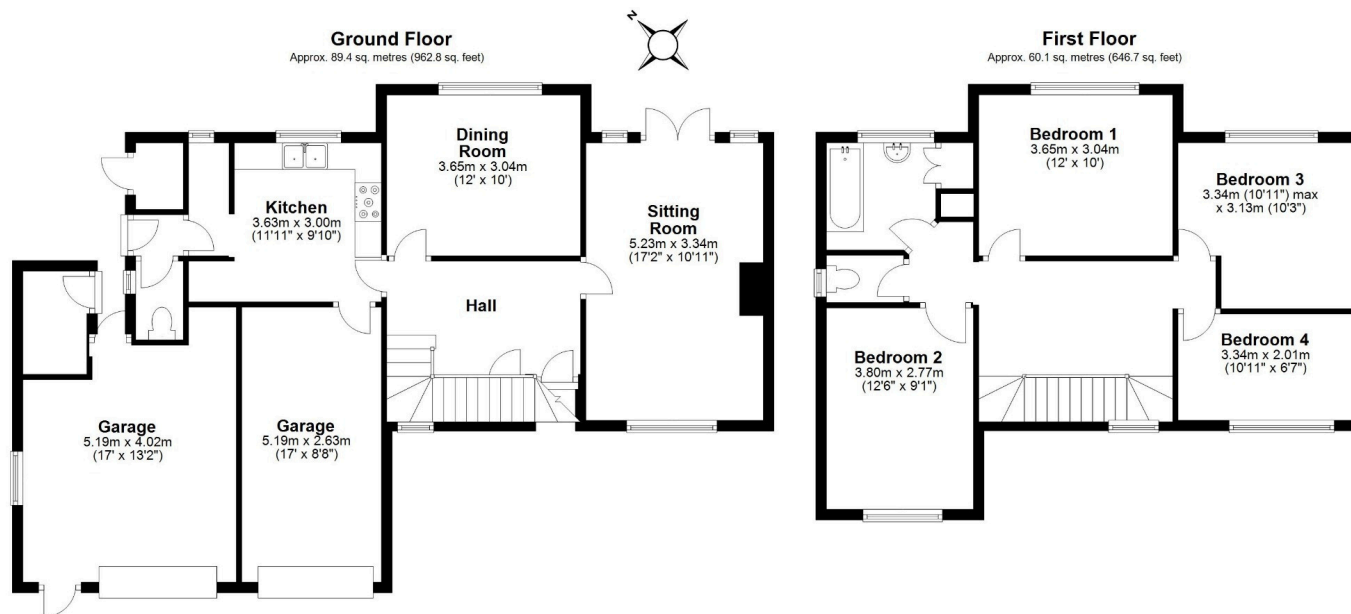 Ground Floor
Approx. 89.4 sq. metres (962.8 sq. feet)
N
First Floor
Approx. 60.1 sq. metres (646.7 sq. feet)
Dining
Room
3.65m x 3.04m
(12' x 10')
Kitchen
3.63m x 3.00m
(11'11" x 9'10")
Sitting
Room
5.23m x 3.34m
(17'2" x 10'11")
Hall
Garage
5.19m x 4.02m
(17' x 13'2")
Garage
5.19m x 2.63m
(17' x 8'8")
Bedroom 1
3.65m x 3.04m
(12' x 10')
Bedroom 3
3.34m (10'11") max
x 3.13m (10'3")
Bedroom 2
3.80m x 2.77m
(12'6" x 9'1")
Bedroom 4
3.34m x 2.01m
(10'11" x 6'7")